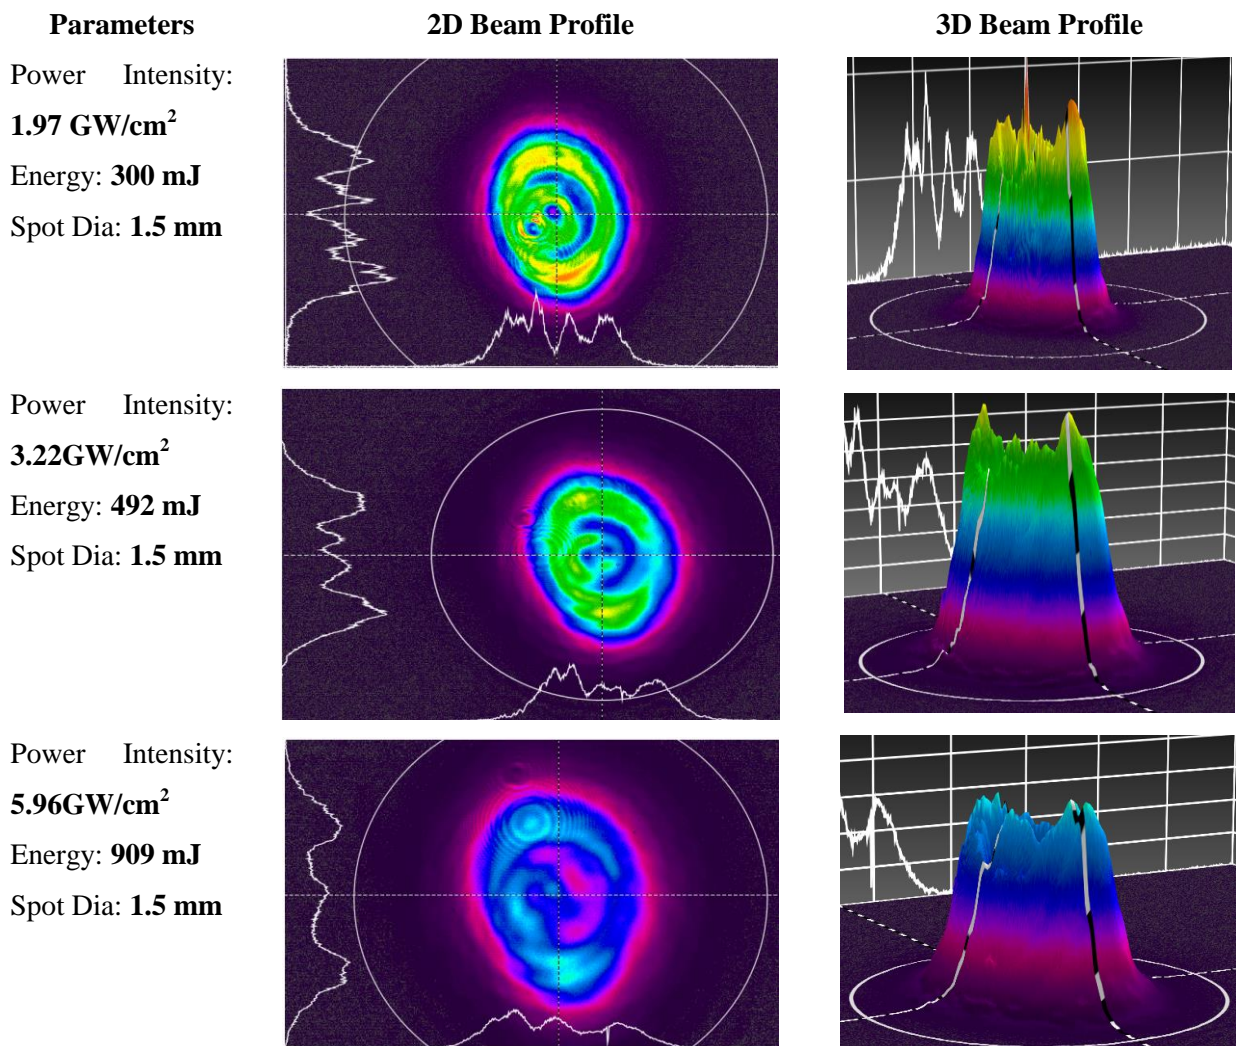 Parameters 2D Beam Profile 3D Beam Profile
Power Intensity:
1.97 GW/cm²
Energy: 300 mJ
Spot Dia: 1.5 mm
Power Intensity:
3.22GW/cm²
Energy: 492 mJ
Spot Dia: 1.5 mm
Power Intensity:
5.96GW/cm²
Energy: 909 mJ
Spot Dia: 1.5 mm